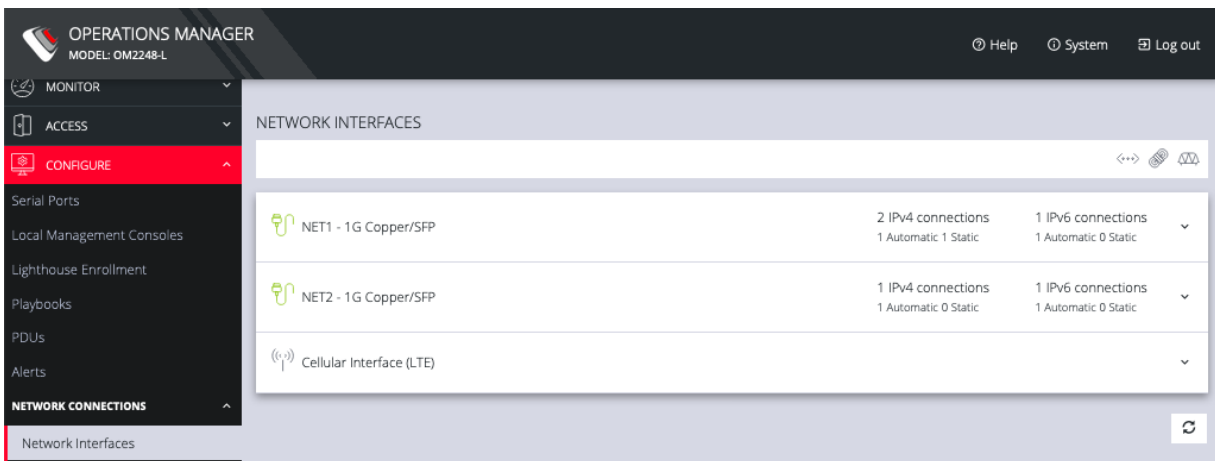 OPERATIONS MANAGER
MODEL: OM2248-L
Help System Log out
MONITOR
ACCESS
CONFIGURE
Serial Ports
Local Management Consoles
Lighthouse Enrollment
Playbooks
PDUs
Alerts
NETWORK CONNECTIONS
Network Interfaces
NETWORK INTERFACES
NET1 - 1G Copper/SFP
2 IPv4 connections
1 Automatic 1 Static
1 IPv6 connections
1 Automatic 0 Static
NET2 - 1G Copper/SFP
1 IPv4 connections
1 Automatic 0 Static
1 IPv6 connections
1 Automatic 0 Static
Cellular Interface (LTE)